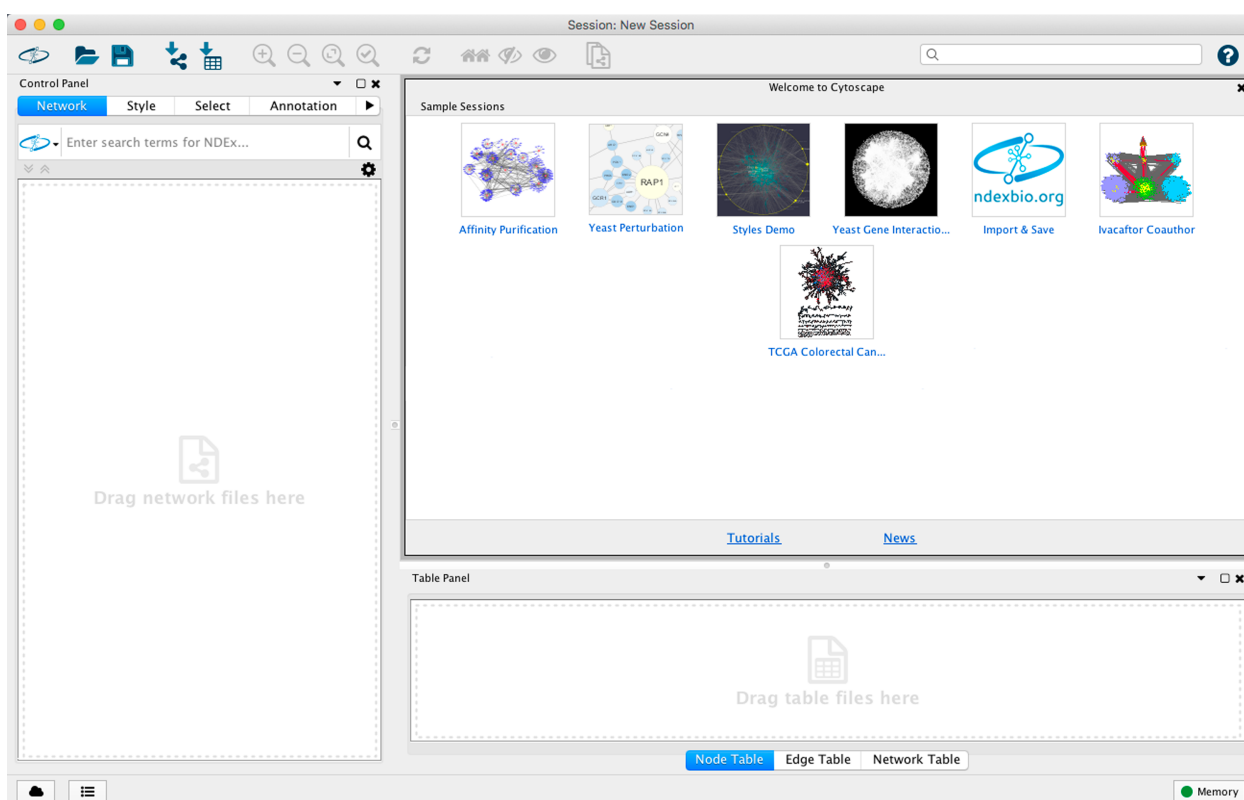 Session: New Session
Control Panel
Network Style Select Annotation
Enter search terms for NDEx...
Drag network files here
Welcome to Cytoscape
Sample Sessions
GCN4
RAP1
GCR1
ndexbio.org
Affinity Purification
Yeast Perturbation
Styles Demo
Yeast Gene Interactio...
Import & Save
Ivacaftor Coauthor
TCGA Colorectal Can...
Tutorials
News
Table Panel
Drag table files here
Node Table Edge Table Network Table
Memory